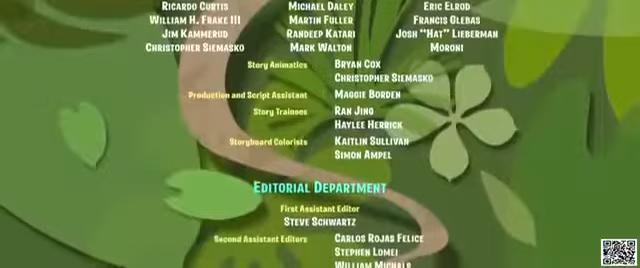 Ricardo Curtis Michael Daley Eric Elrod
William H. Frake III Martin Fuller Francis Glebas
Jim Kammerud Randeep Katari Josh "Hat" Lieberman
Christopher Siemasko Mark Walton Moroni
Story Animatics Bryan Cox
Christopher Siemasko
Production and Script Assistant Maggie Borden
Story Trainees Ran Jing
Haylee Herrick
Storyboard Colorists Kaitlin Sullivan
Simon Ampel
Editorial Department
First Assistant Editor
Steve Schwartz
Second Assistant Editors Carlos Rojas Felice
Stephen Lomei
William Michals